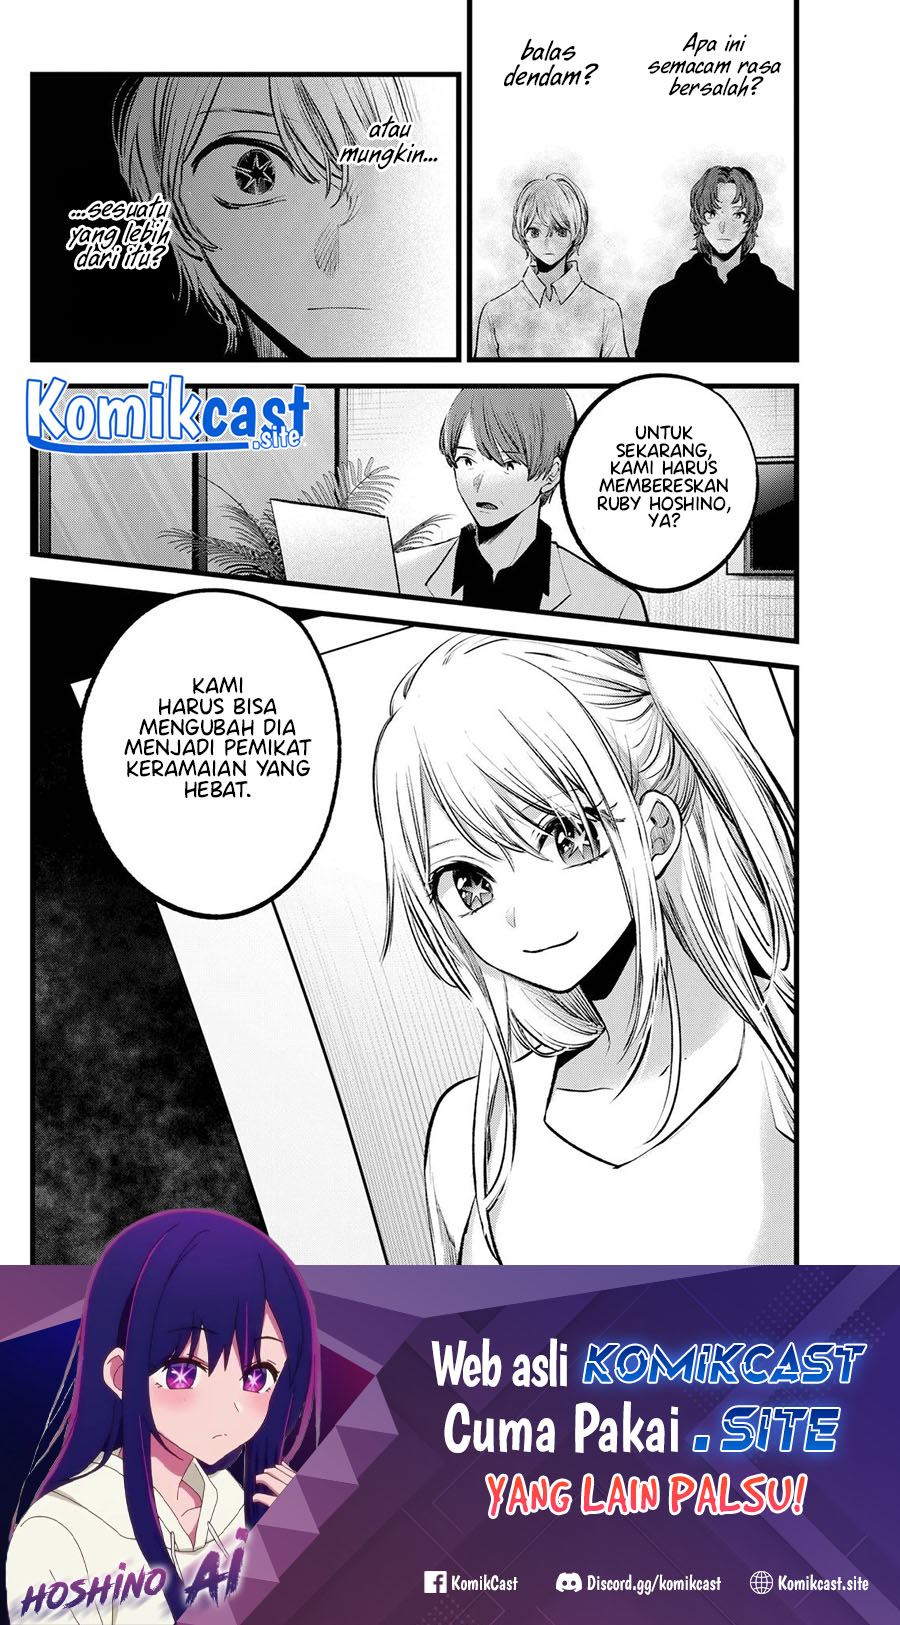 Apa ini
semacam rasa
bersalah?
balas
dendam?
atau
mungkin...
...sesuatu
yang lebih
dari itu?
Komikcast
.site
UNTUK
SEKARANG,
KAMI HARUS
MEMBERESKAN
RUBY HOSHINO,
YA?
KAMI
HARUS BISA
MENGUBAH DIA
MENJADI PEMIKAT
KERAMAIAN YANG
HEBAT.
Web asli KOMIKCAST
Cuma Pakai .SITE
YANG LAIN PALSU!
HOSHINO AI
KomikCast Discord.gg/komikcast Komikcast.site